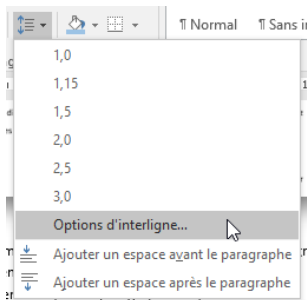 ¶ Normal ¶ Sans i
1,0
1,15
1,5
2,0
2,5
3,0
Options d'interligne...
Ajouter un espace avant le paragraphe
Ajouter un espace après le paragraphe